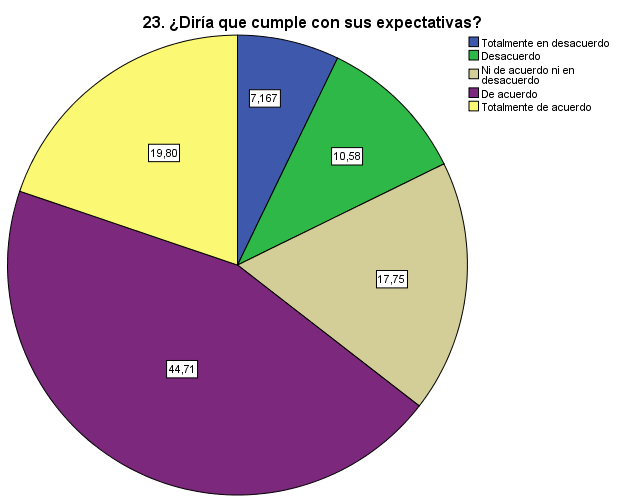 23. ¿Diría que cumple con sus expectativas?
Totalmente en desacuerdo
Desacuerdo
Ni de acuerdo ni en
desacuerdo
De acuerdo
Totalmente de acuerdo
7,167
10,58
19,80
17,75
44,71